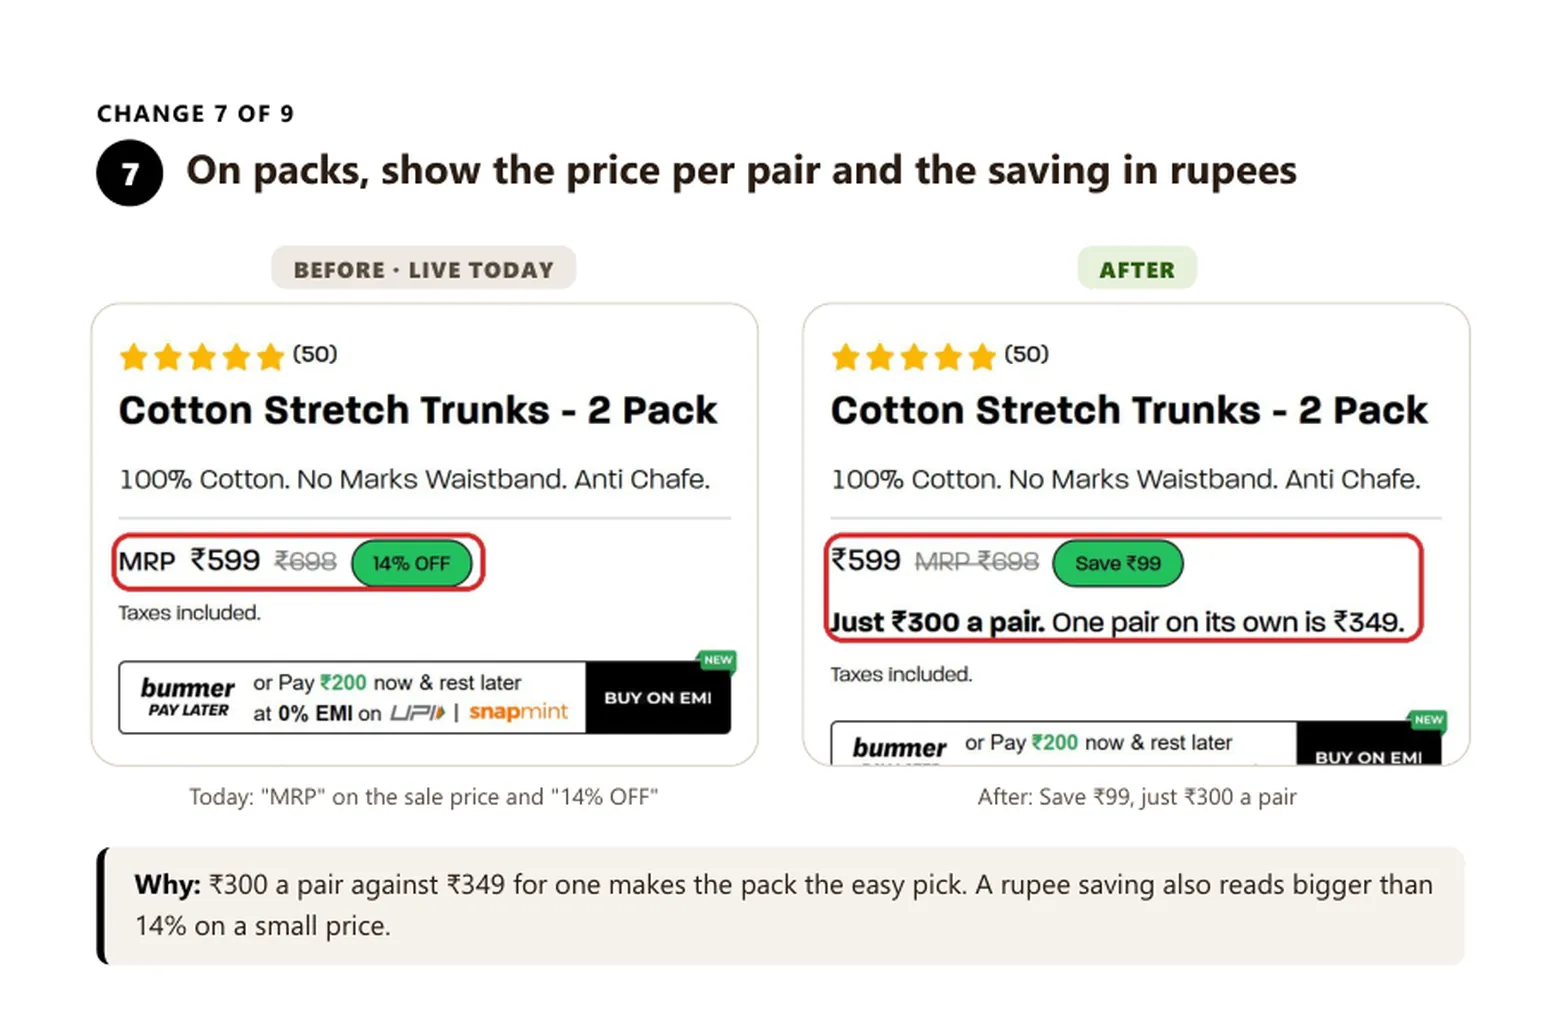 CHANGE 7 OF 9
7 On packs, show the price per pair and the saving in rupees
BEFORE · LIVE TODAY
(50)
Cotton Stretch Trunks - 2 Pack
100% Cotton. No Marks Waistband. Anti Chafe.
MRP ₹599 ₹698 14% OFF
Taxes included.
NEW
bummer PAY LATER
or Pay ₹200 now & rest later
at 0% EMI on UPI | snapmint
BUY ON EMI
Today: "MRP" on the sale price and "14% OFF"
AFTER
(50)
Cotton Stretch Trunks - 2 Pack
100% Cotton. No Marks Waistband. Anti Chafe.
₹599 MRP ₹698 Save ₹99
Just ₹300 a pair. One pair on its own is ₹349.
Taxes included.
NEW
bummer
or Pay ₹200 now & rest later
BUY ON EMI
After: Save ₹99, just ₹300 a pair
Why: ₹300 a pair against ₹349 for one makes the pack the easy pick. A rupee saving also reads bigger than
14% on a small price.